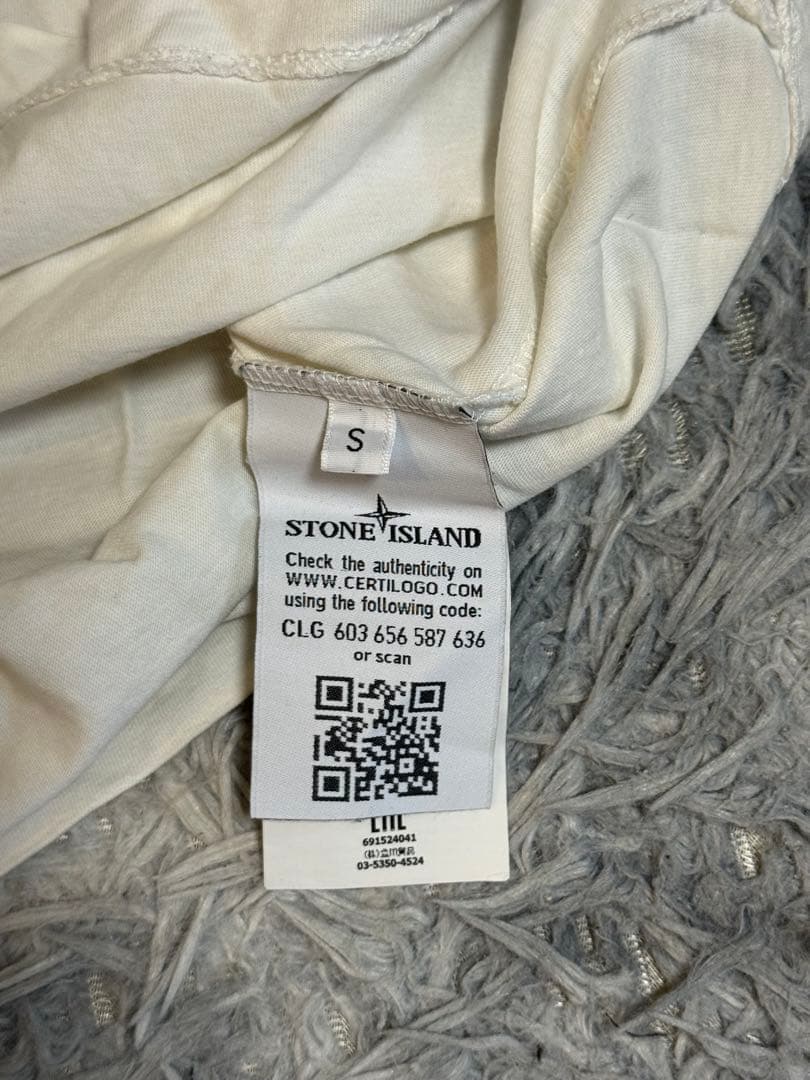 S
STONE ISLAND
Check the authenticity on
WWW.CERTILOGO.COM
using the following code:
CLG 603 656 587 636
or scan
691524041
03-5350-4524